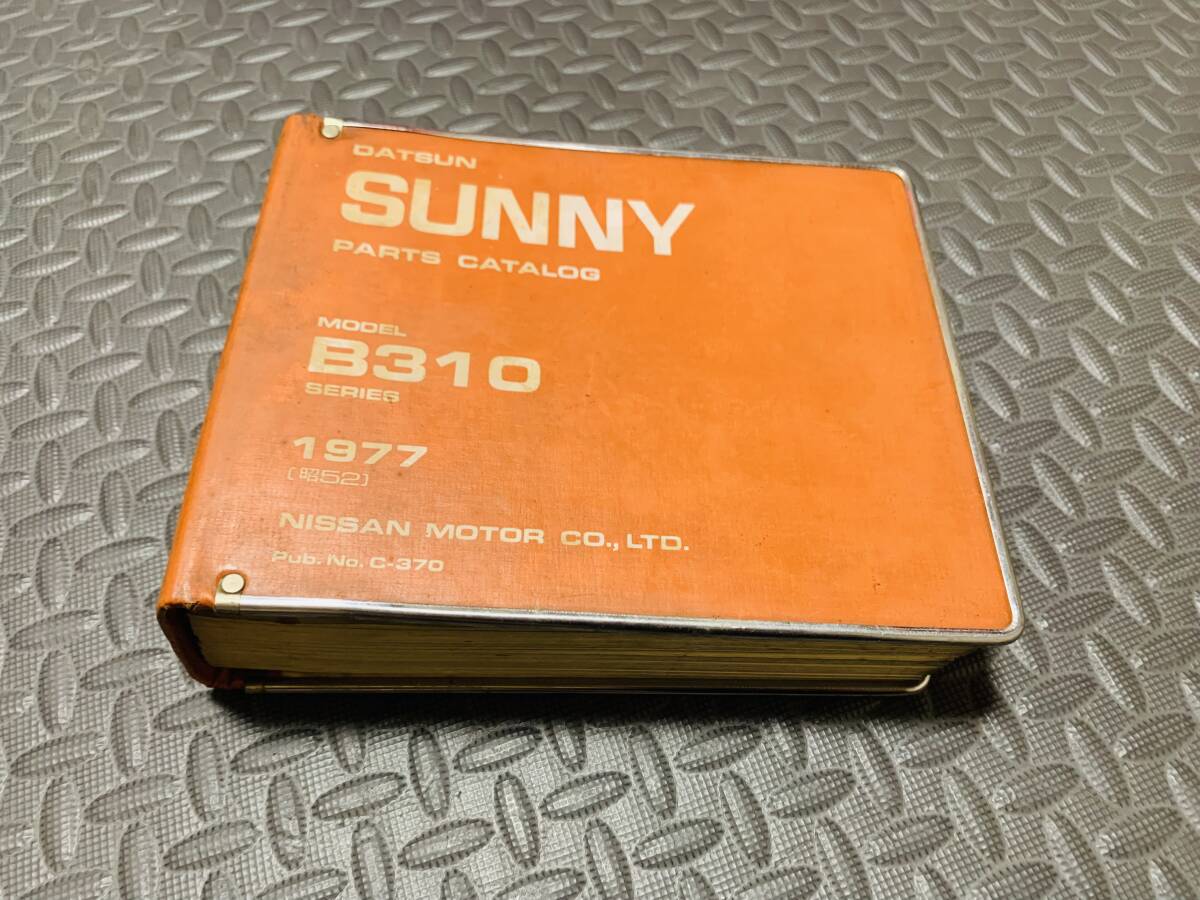 DATSUN
SUNNY
PARTS CATALOG
MODEL
B310
SERIES
1977
[昭52]
NISSAN MOTOR CO., LTD.
Pub. No. C-370